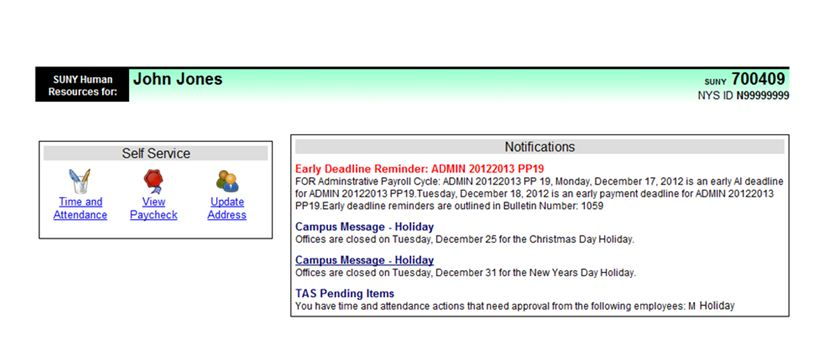 SUNY Human
Resources for:
John Jones
SUNY 700409
NYS ID N99999999
Self Service
Time and
Attendance
View
Paycheck
Update
Address
Notifications
Early Deadline Reminder: ADMIN 20122013 PP19
FOR Adminstrative Payroll Cycle: ADMIN 20122013 PP 19, Monday, December 17, 2012 is an early AI deadline
for ADMIN 20122013 PP19.Tuesday, December 18, 2012 is an early payment deadline for ADMIN 20122013
PP19.Early deadline reminders are outlined in Bulletin Number: 1059
Campus Message - Holiday
Offices are closed on Tuesday, December 25 for the Christmas Day Holiday.
Campus Message - Holiday
Offices are closed on Tuesday, December 31 for the New Years Day Holiday.
TAS Pending Items
You have time and attendance actions that need approval from the following employees: M Holiday